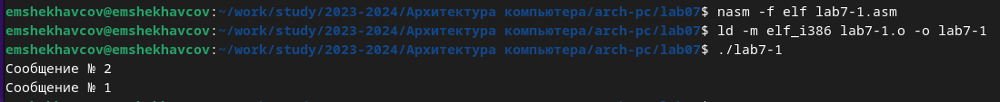 emshekhavcov@emshekhavcov:~/work/study/2023-2024/Архитектура компьютера/arch-pc/lab07$ nasm -f elf lab7-1.asm
emshekhavcov@emshekhavcov:~/work/study/2023-2024/Архитектура компьютера/arch-pc/lab07$ ld -m elf_i386 lab7-1.o -o lab7-1
emshekhavcov@emshekhavcov:~/work/study/2023-2024/Архитектура компьютера/arch-pc/lab07$ ./lab7-1
Сообщение № 2
Сообщение № 1